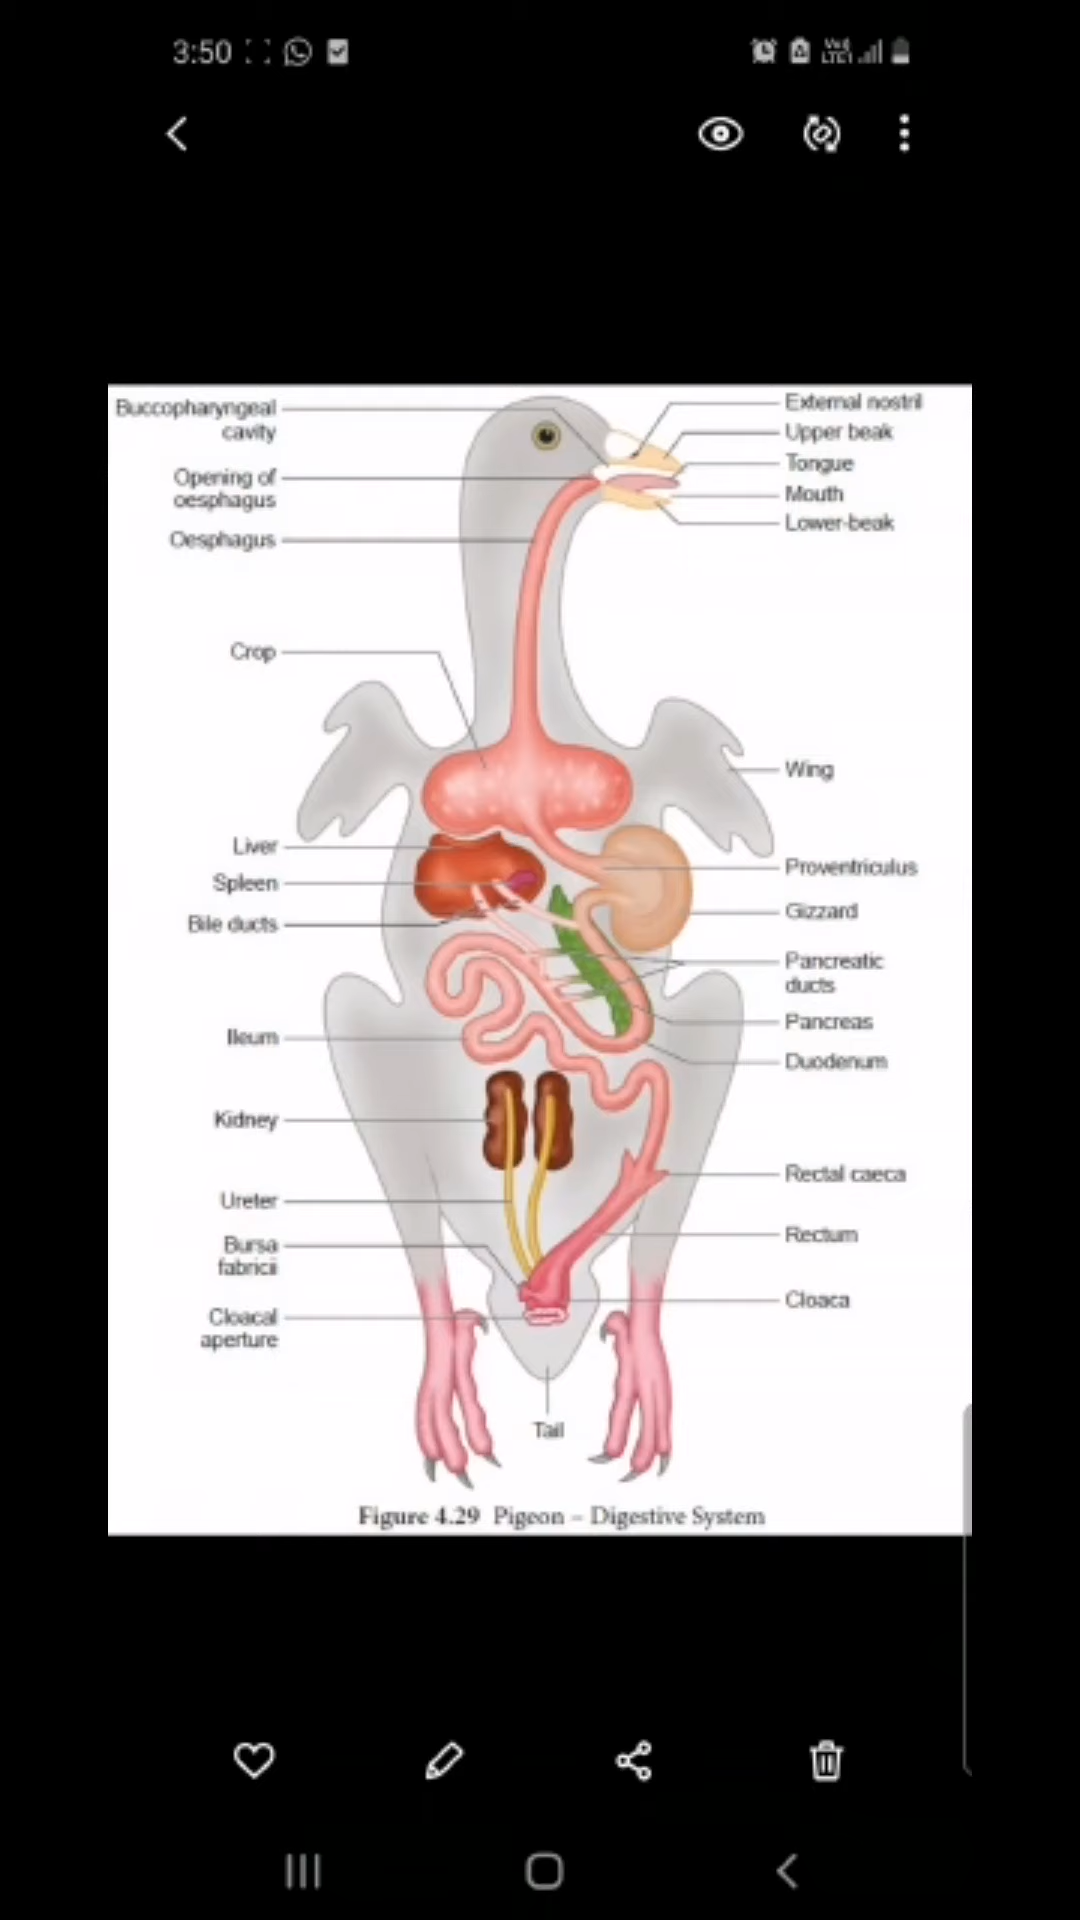 3:50
VoI
LTE1
Buccopharyngeal
cavity
Opening of
oesphagus
Oesphagus
Crop
Liver
Spleen
Bile ducts
Ileum
Kidney
Ureter
Bursa
fabricii
Cloacal
aperture
External nostril
Upper beak
Tongue
Mouth
Lower-beak
Wing
Proventriculus
Gizzard
Pancreatic
ducts
Pancreas
Duodenum
Rectal caeca
Rectum
Cloaca
Tail
Figure 4.29 Pigeon – Digestive System